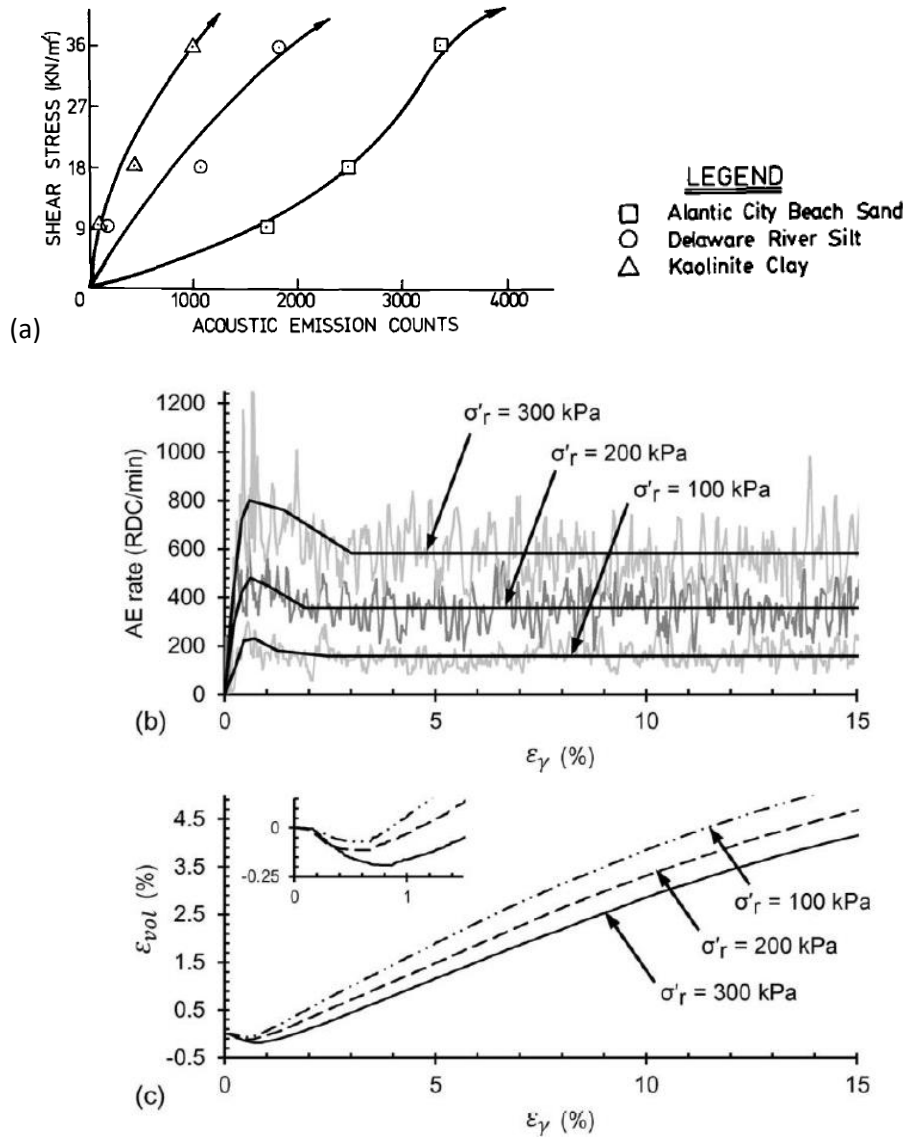 36
27
18
9
0
SHEAR STRESS (KN/m²)
1000
2000
3000
4000
ACOUSTIC EMISSION COUNTS
LEGEND
Alantic City Beach Sand
Delaware River Silt
Kaolinite Clay
(a)
1200
1000
800
600
400
200
0
AE rate (RDC/min)
σ'r = 300 kPa
σ'r = 200 kPa
σ'r = 100 kPa
0
5
10
15
εγ (%)
(b)
4.5
3.5
2.5
1.5
0.5
-0.5
εvol (%)
0
-0.25
0
1
σ'r = 100 kPa
σ'r = 200 kPa
σ'r = 300 kPa
0
5
10
15
εγ (%)
(c)